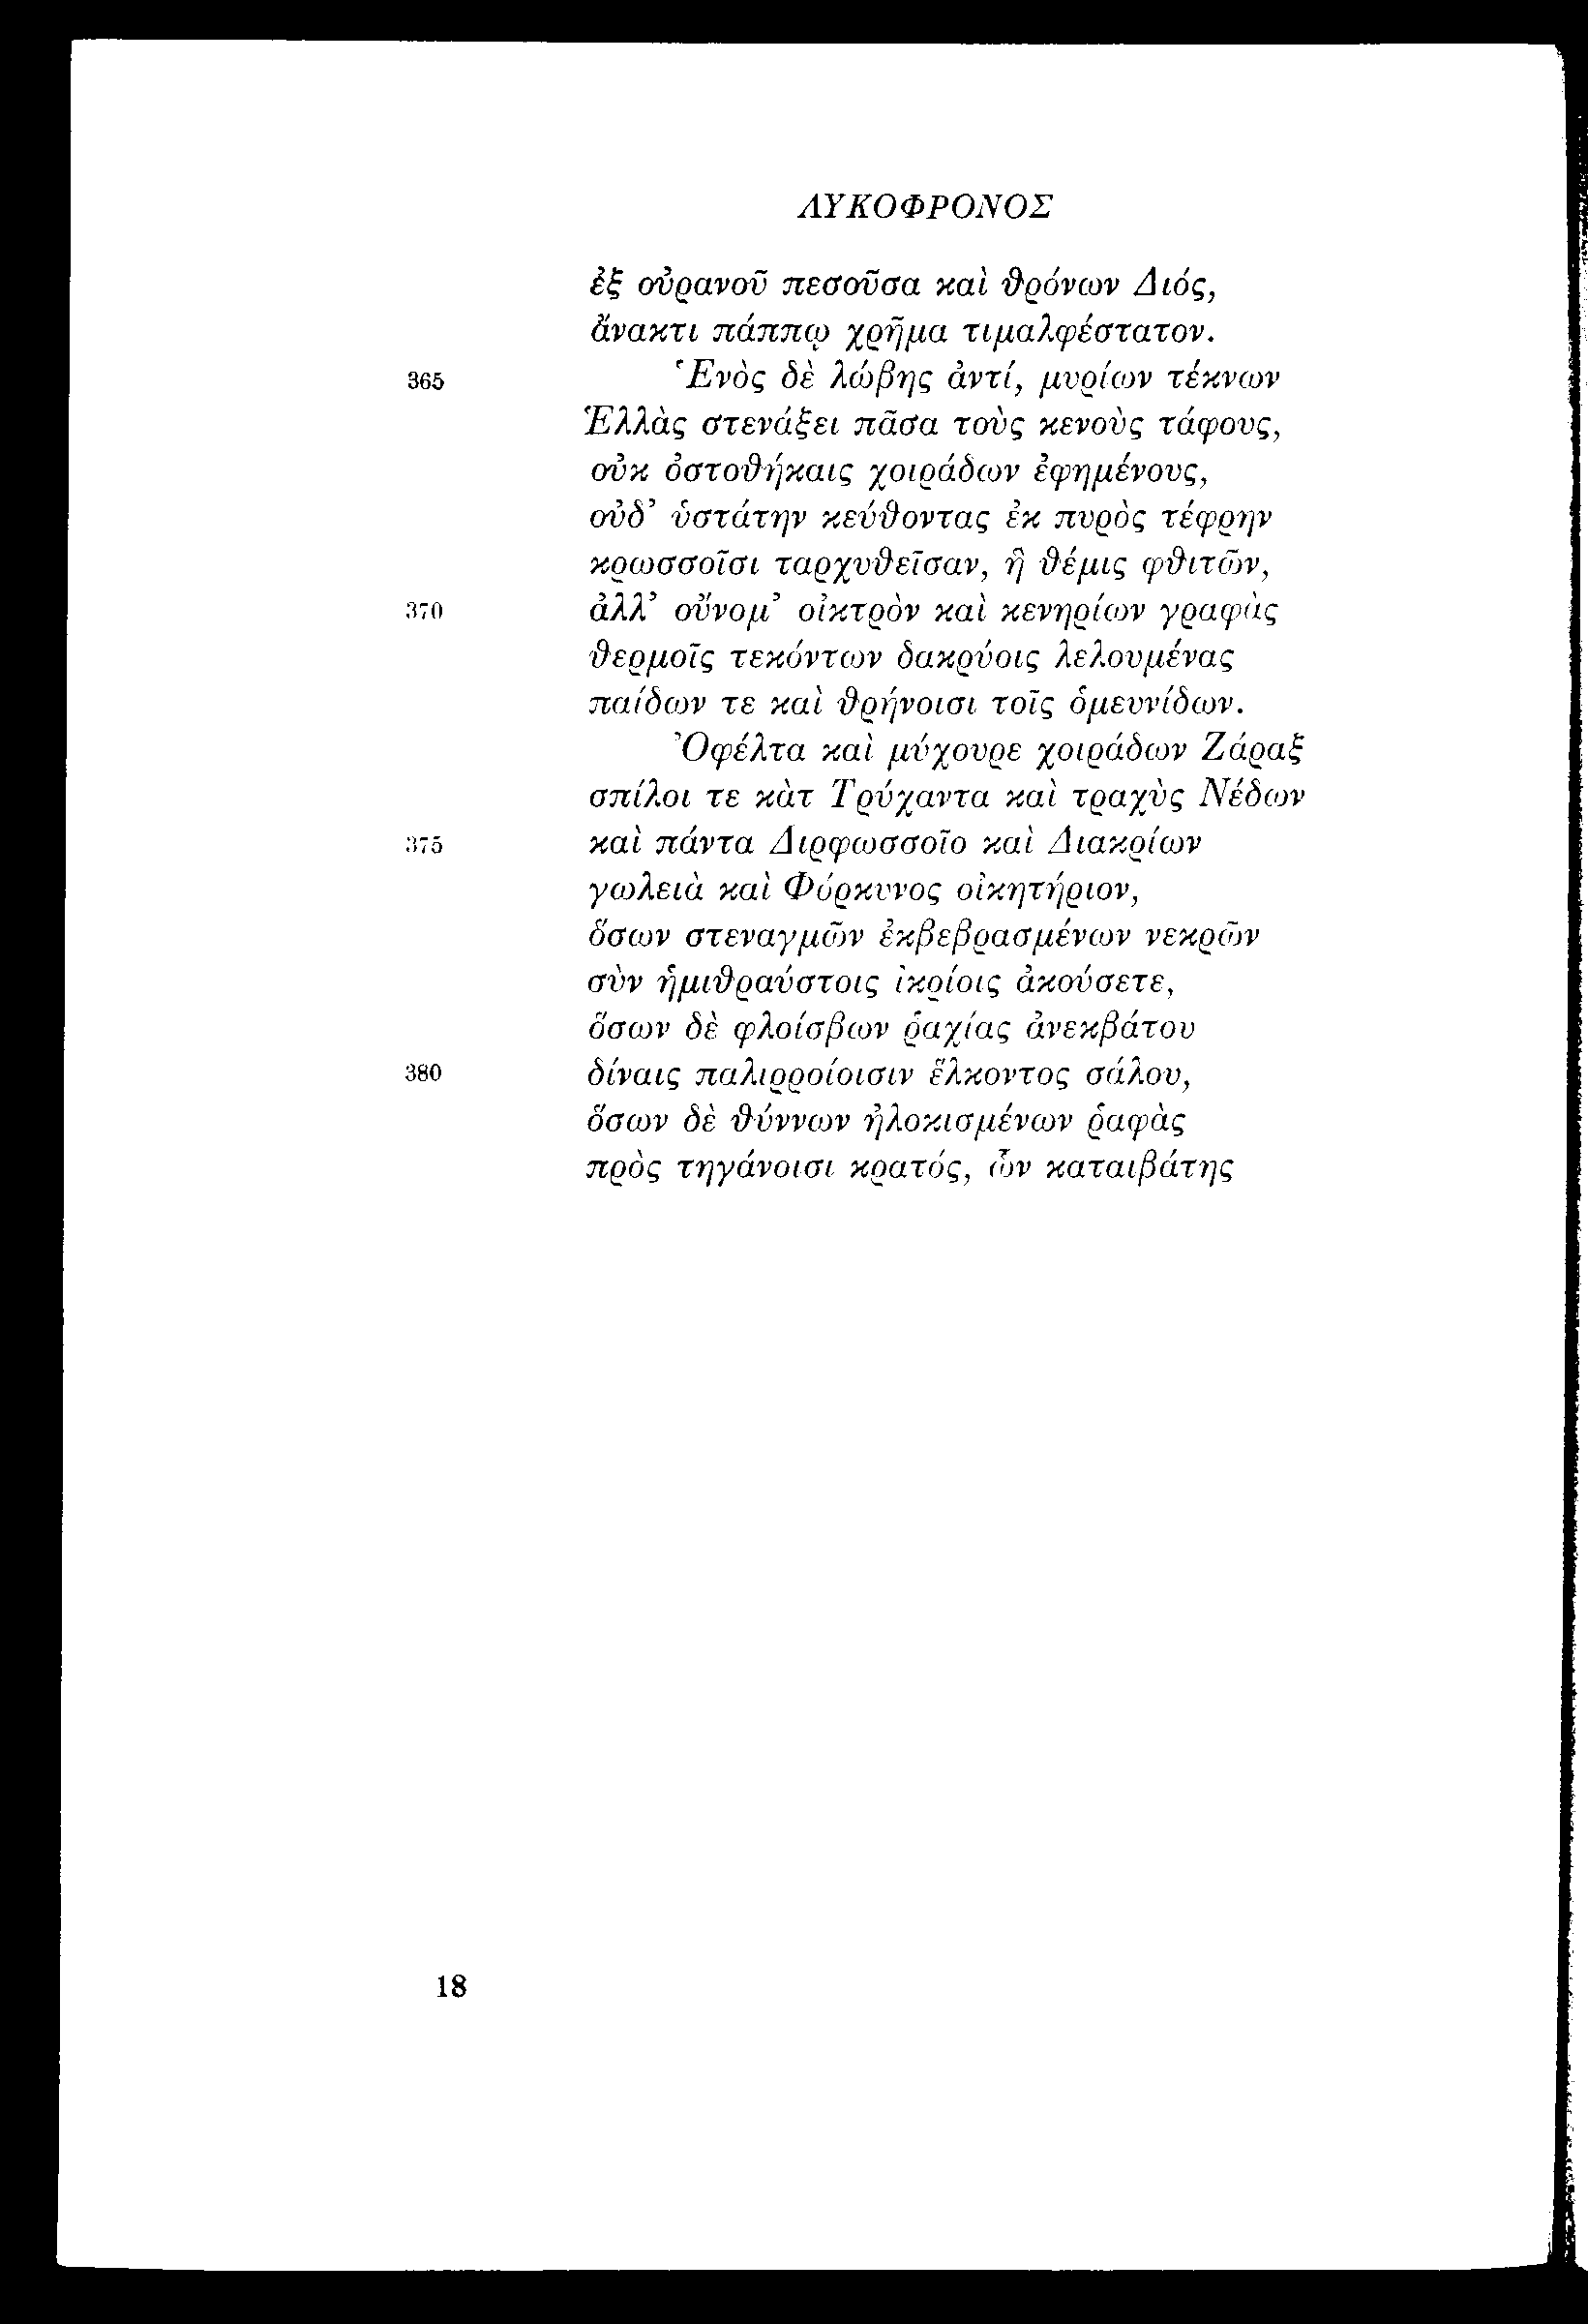 ΛΥΚΟΦΡΟΝΟΣ
ἐξ οὐρανοῦ πεσοῦσα καὶ θρόνων Διός,
ἄνακτι πάππῳ χρῆμα τιμαλφέστατον.
365 Ἑνὸς δὲ λώβης ἀντί, μυρίων τέκνων
Ἑλλὰς στενάξει πᾶσα τοὺς κενοὺς τάφους,
οὐκ ὀστοθήκαις χοιράδων ἐφημένους,
οὐδ’ ὑστάτην κεύθοντας ἐκ πυρὸς τέφρην
κρωσσοῖσι ταρχυθεῖσαν, ἣ θέμις φθιτῶν,
370 ἀλλ’ οὔνομ’ οἰκτρὸν καὶ κενηρίων γραφὰς
θερμοῖς τεκόντων δακρύοις λελουμένας
παίδων τε καὶ θρήνοισι τοῖς ὁμευνίδων.
Ὀφέλτα καὶ μύχουρε χοιράδων Ζάραξ
σπίλοι τε κὰτ Τρύχαντα καὶ τραχὺς Νέδων
375 καὶ πάντα Διρφωσσοῖο καὶ Διακρίων
γωλειὰ καὶ Φόρκυνος οἰκητήριον,
ὅσων στεναγμῶν ἐκβεβρασμένων νεκρῶν
σὺν ἡμιθραύστοις ἰκρίοις ἀκούσετε,
ὅσων δὲ φλοίσβων ῥαχίας ἀνεκβάτου
380 δίναις παλιρροίοισιν ἕλκοντος σάλου,
ὅσων δὲ θύννων ἠλοκισμένων ῥαφὰς
πρὸς τηγάνοισι κρατός, ὧν καταιβάτης
18